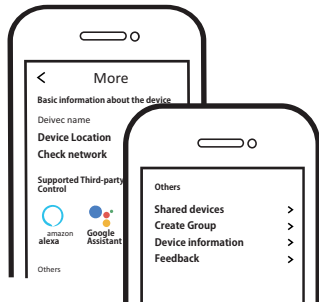 More
Basic information about the device
Deivec name
Device Location
Check network
Supported Third-party
Control
amazon
alexa
Google
Assistant
Others
Others
Shared devices
Create Group
Device information
Feedback